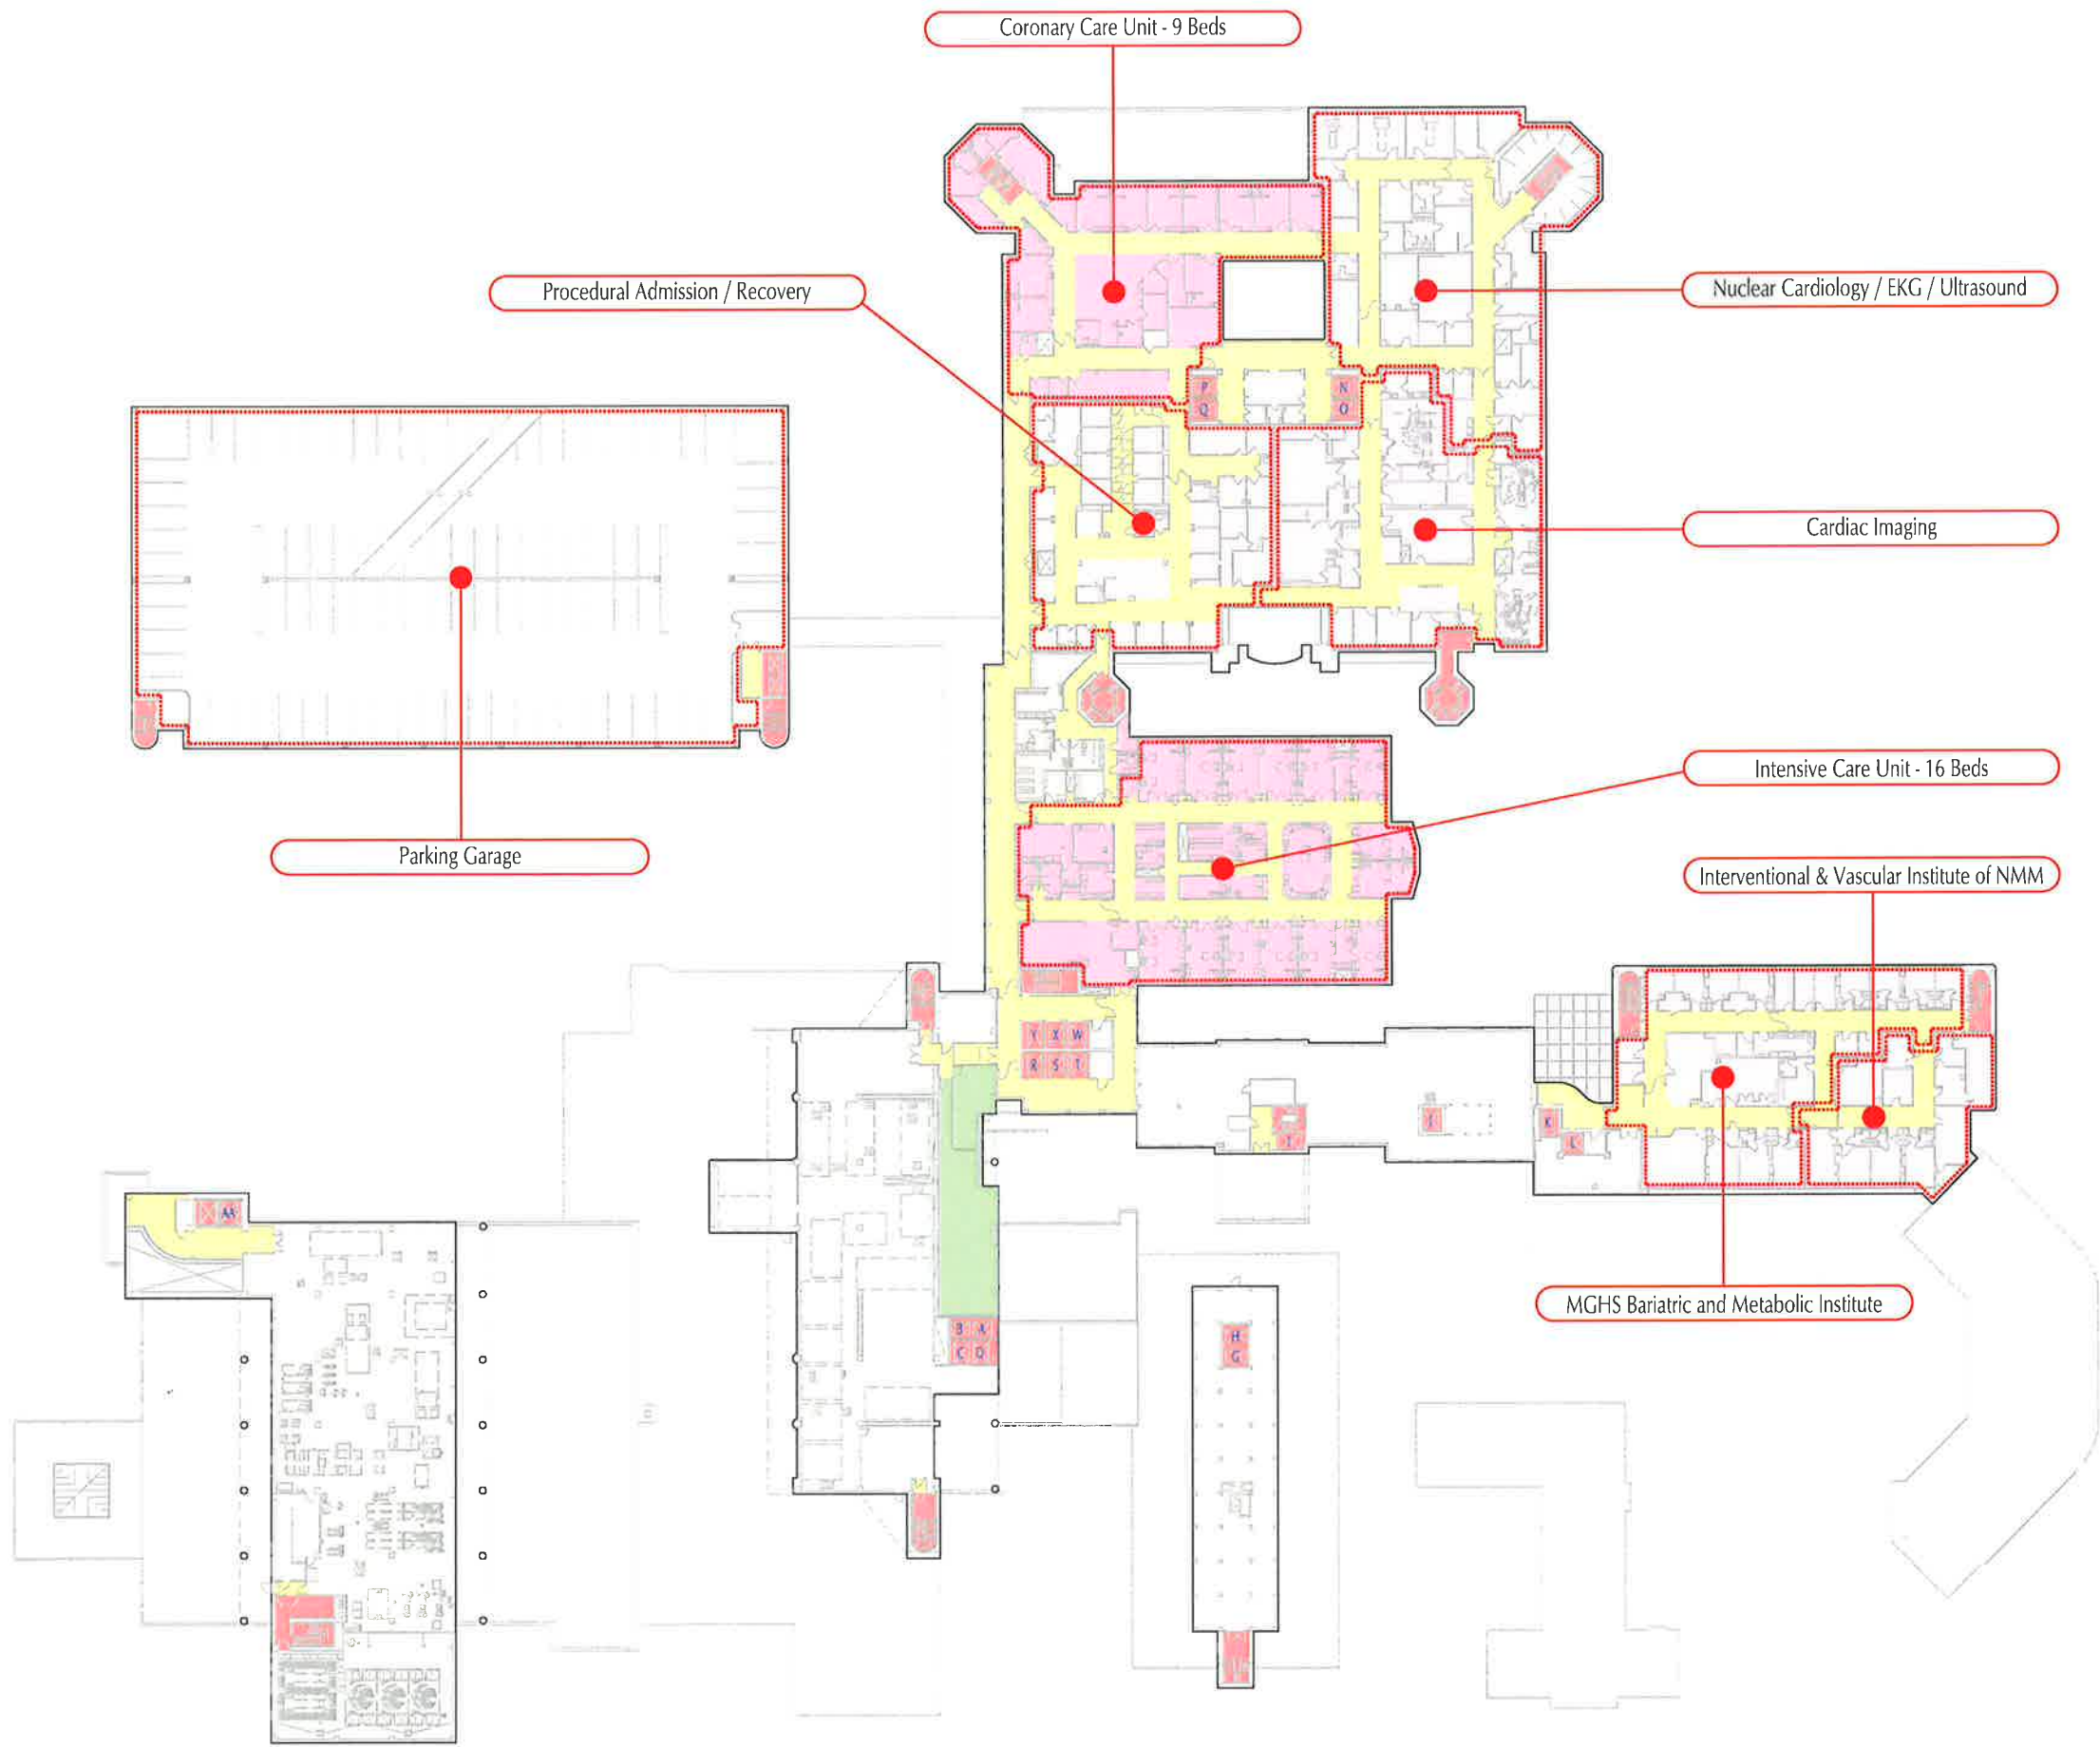 Coronary Care Unit - 9 Beds
Procedural Admission / Recovery
Nuclear Cardiology / EKG / Ultrasound
P
N
Q
O
Cardiac Imaging
Intensive Care Unit - 16 Beds
Parking Garage
Interventional & Vascular Institute of NMM
Y X W
R S T
I
J
K
L
AA
MGHS Bariatric and Metabolic Institute
B A
C D
H
G